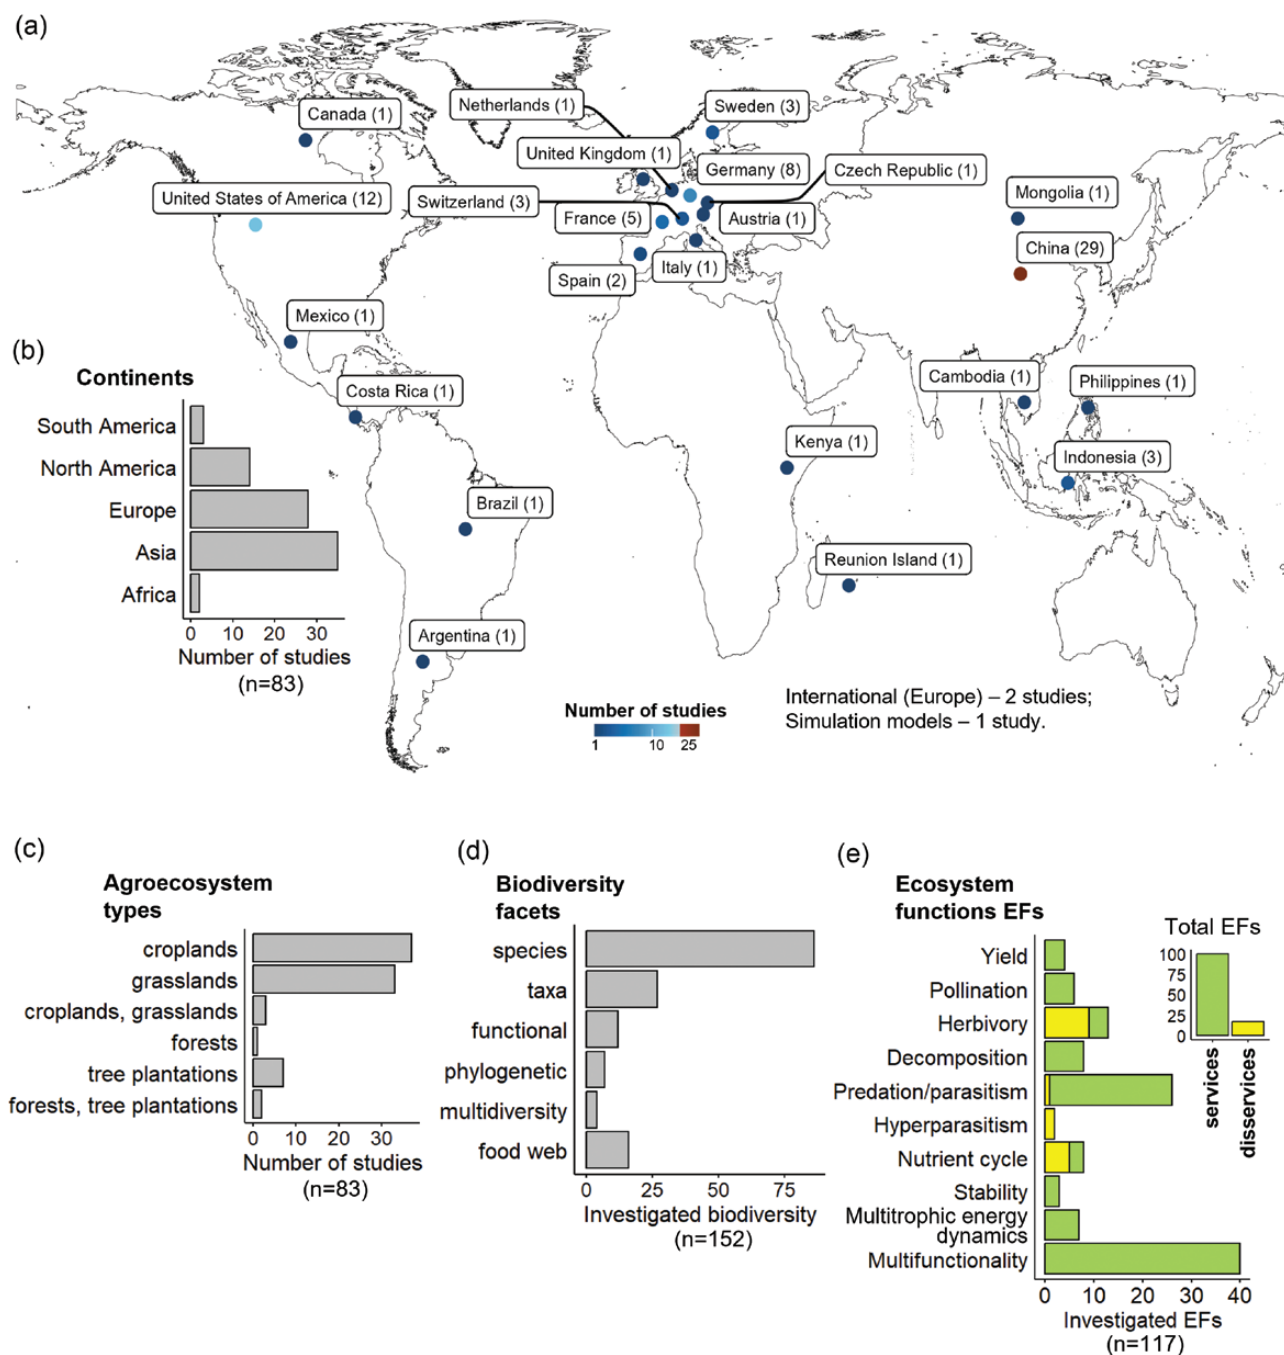 (a)
Canada (1)
Netherlands (1)
Sweden (3)
United Kingdom (1)
Germany (8)
Czech Republic (1)
United States of America (12)
Switzerland (3)
France (5)
Austria (1)
Mongolia (1)
China (29)
Spain (2)
Italy (1)
Mexico (1)
Costa Rica (1)
Cambodia (1)
Philippines (1)
Kenya (1)
Indonesia (3)
Brazil (1)
Reunion Island (1)
Argentina (1)
Number of studies
1 10 25
International (Europe) – 2 studies;
Simulation models – 1 study.
(b)
Continents
South America
North America
Europe
Asia
Africa
0 10 20 30
Number of studies
(n=83)
(c)
Agroecosystem
types
croplands
grasslands
croplands, grasslands
forests
tree plantations
forests, tree plantations
0 10 20 30
Number of studies
(n=83)
(d)
Biodiversity
facets
species
taxa
functional
phylogenetic
multidiversity
food web
0 25 50 75
Investigated biodiversity
(n=152)
(e)
Ecosystem
functions EFs
Yield
Pollination
Herbivory
Decomposition
Predation/parasitism
Hyperparasitism
Nutrient cycle
Stability
Multitrophic energy
dynamics
Multifunctionality
0 10 20 30 40
Investigated EFs
(n=117)
Total EFs
100
75
50
25
0
services
disservices